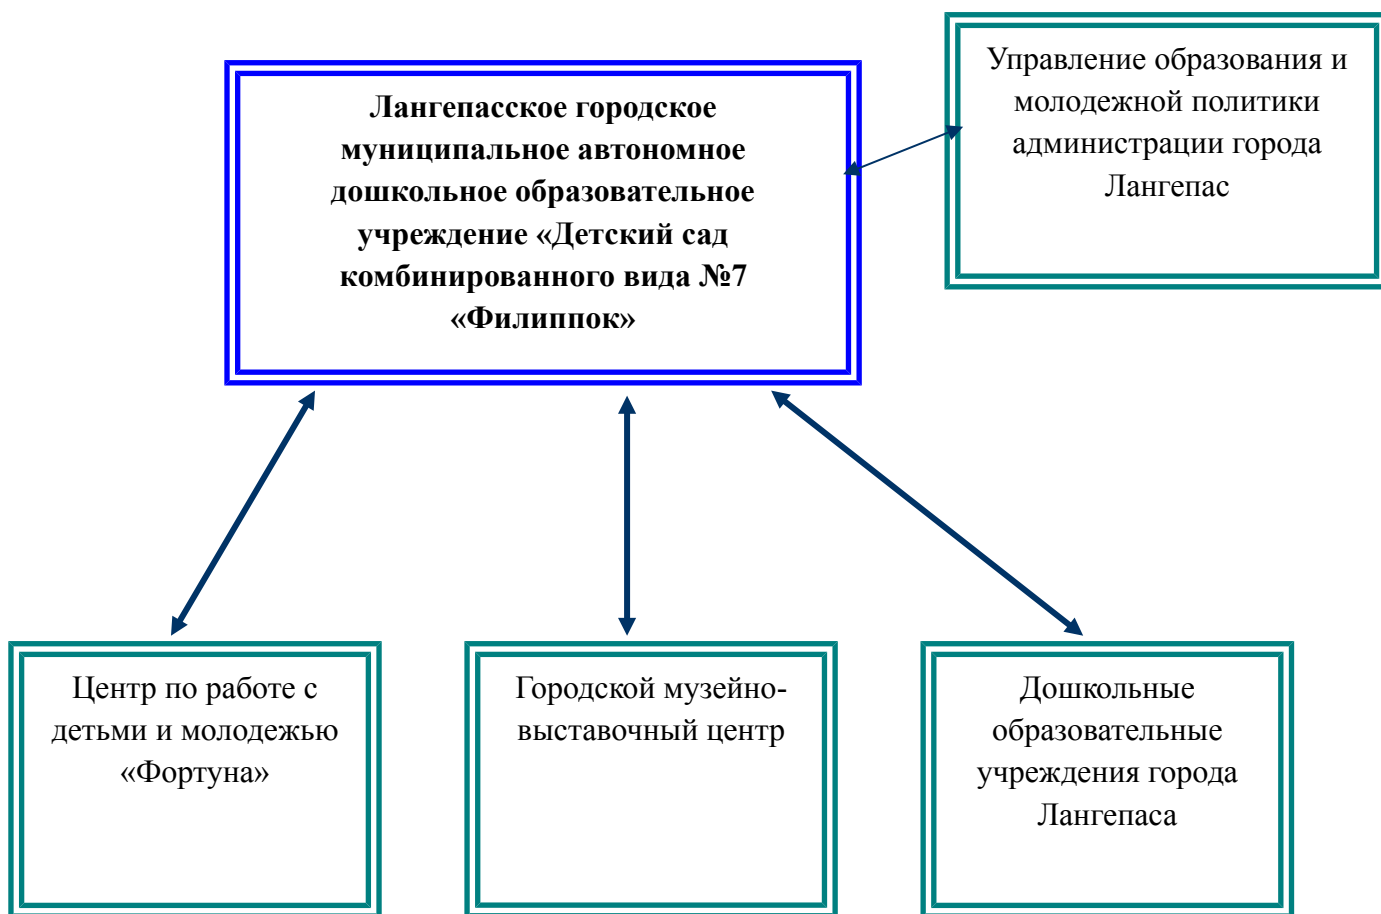 Лангепасское городское
муниципальное автономное
дошкольное образовательное
учреждение «Детский сад
комбинированного вида №7
«Филиппок»
Управление образования и
молодежной политики
администрации города
Лангепас
Центр по работе с
детьми и молодежью
«Фортуна»
Городской музейно-
выставочный центр
Дошкольные
образовательные
учреждения города
Лангепаса